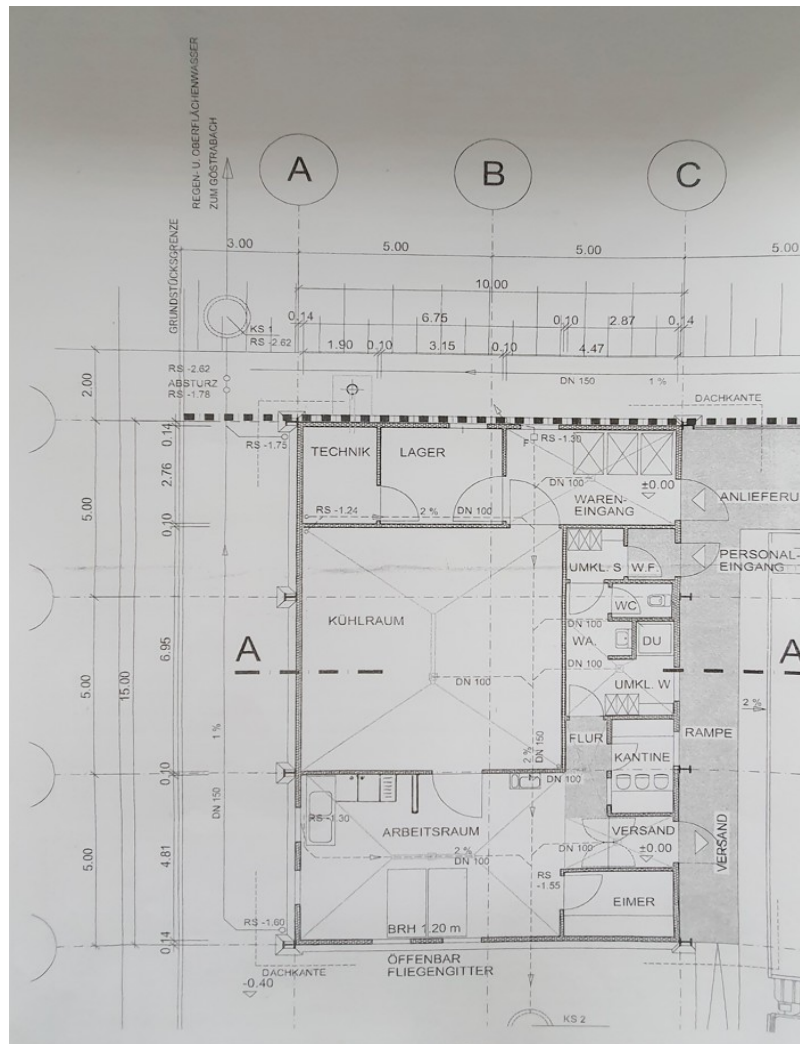 REGEN- U. OBERFLÄCHENWASSER
ZUM GÖSTRABACH
GRUNDSTÜCKSGRENZE
A
B
C
3.00
5.00
5.00
5.00
10.00
0.14
6.75
0.10
2.87
0.14
KS 1
RS -2.62
1.90
0.10
3.15
0.10
4.47
RS -2.62
ABSTURZ
RS -1.78
DN 150
1 %
DACHKANTE
2.00
0.14
RS -1.75
TECHNIK
LAGER
F
RS -1.30
2.76
DN 100
±0.00
WAREN-
EINGANG
ANLIEFERU
5.00
RS -1.24
2 %
DN 100
0.10
UMKL. S
W.F
PERSONAL-
EINGANG
KÜHLRAUM
WC
DN 100
WA.
DU
A
A
6.95
DN 100
DN 100
UMKL. W
5.00
15.00
2 %
1 %
FLUR
RAMPE
2 %
DN 150
KANTINE
0.10
DN 100
DN 150
RS -1.30
ARBEITSRAUM
VERSAND
±0.00
VERSAND
2 %
DN 100
DN 100
5.00
4.81
RS
-1.55
EIMER
RS -1.60
BRH 1.20 m
0.14
ÖFFENBAR
FLIEGENGITTER
DACHKANTE
-0.40
KS 2